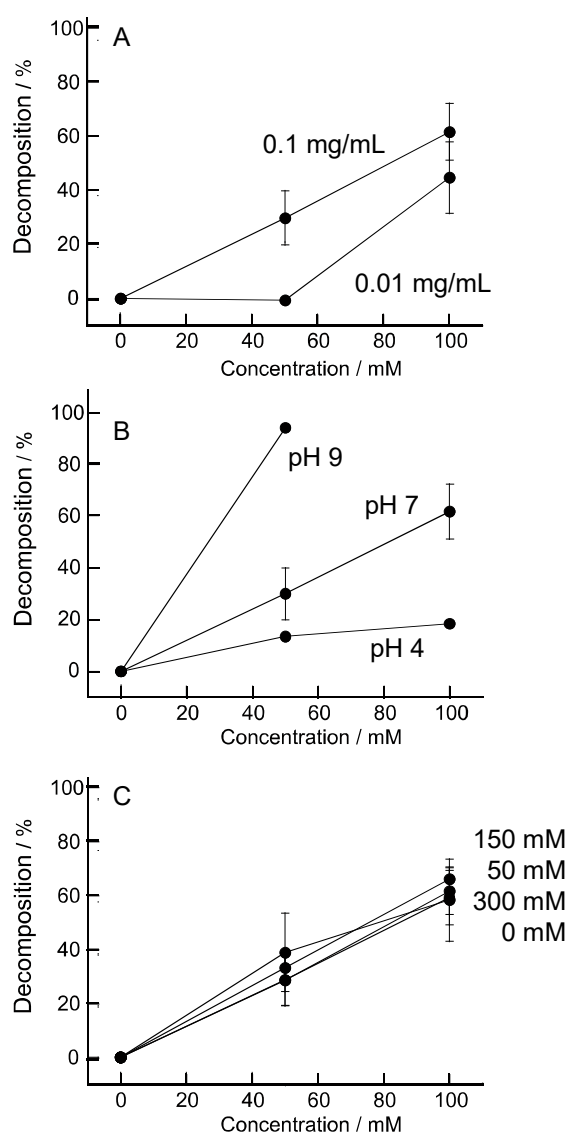 A
Decomposition / %
100
80
60
40
20
0
0.1 mg/mL
0.01 mg/mL
0 20 40 60 80 100
Concentration / mM
B
Decomposition / %
100
80
60
40
20
0
pH 9
pH 7
pH 4
0 20 40 60 80 100
Concentration / mM
C
Decomposition / %
100
80
60
40
20
0
150 mM
50 mM
300 mM
0 mM
0 20 40 60 80 100
Concentration / mM